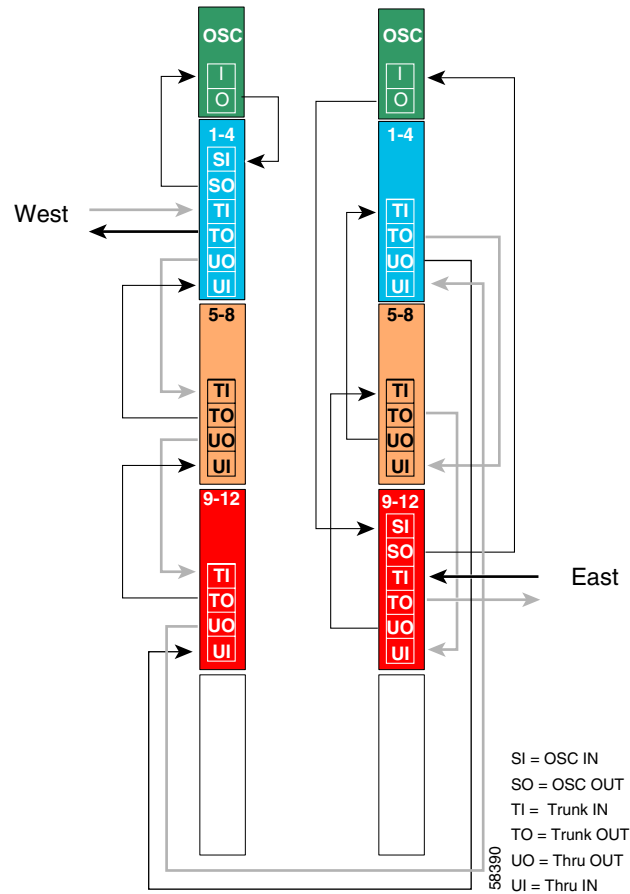 OSC
I
O
1-4
SI
SO
TI
TO
UO
UI
5-8
TI
TO
UO
UI
9-12
TI
TO
UO
UI
West
OSC
I
O
1-4
TI
TO
UO
UI
5-8
TI
TO
UO
UI
9-12
SI
SO
TI
TO
UO
UI
East
SI = OSC IN
SO = OSC OUT
TI = Trunk IN
TO = Trunk OUT
UO = Thru OUT
UI = Thru IN
58390